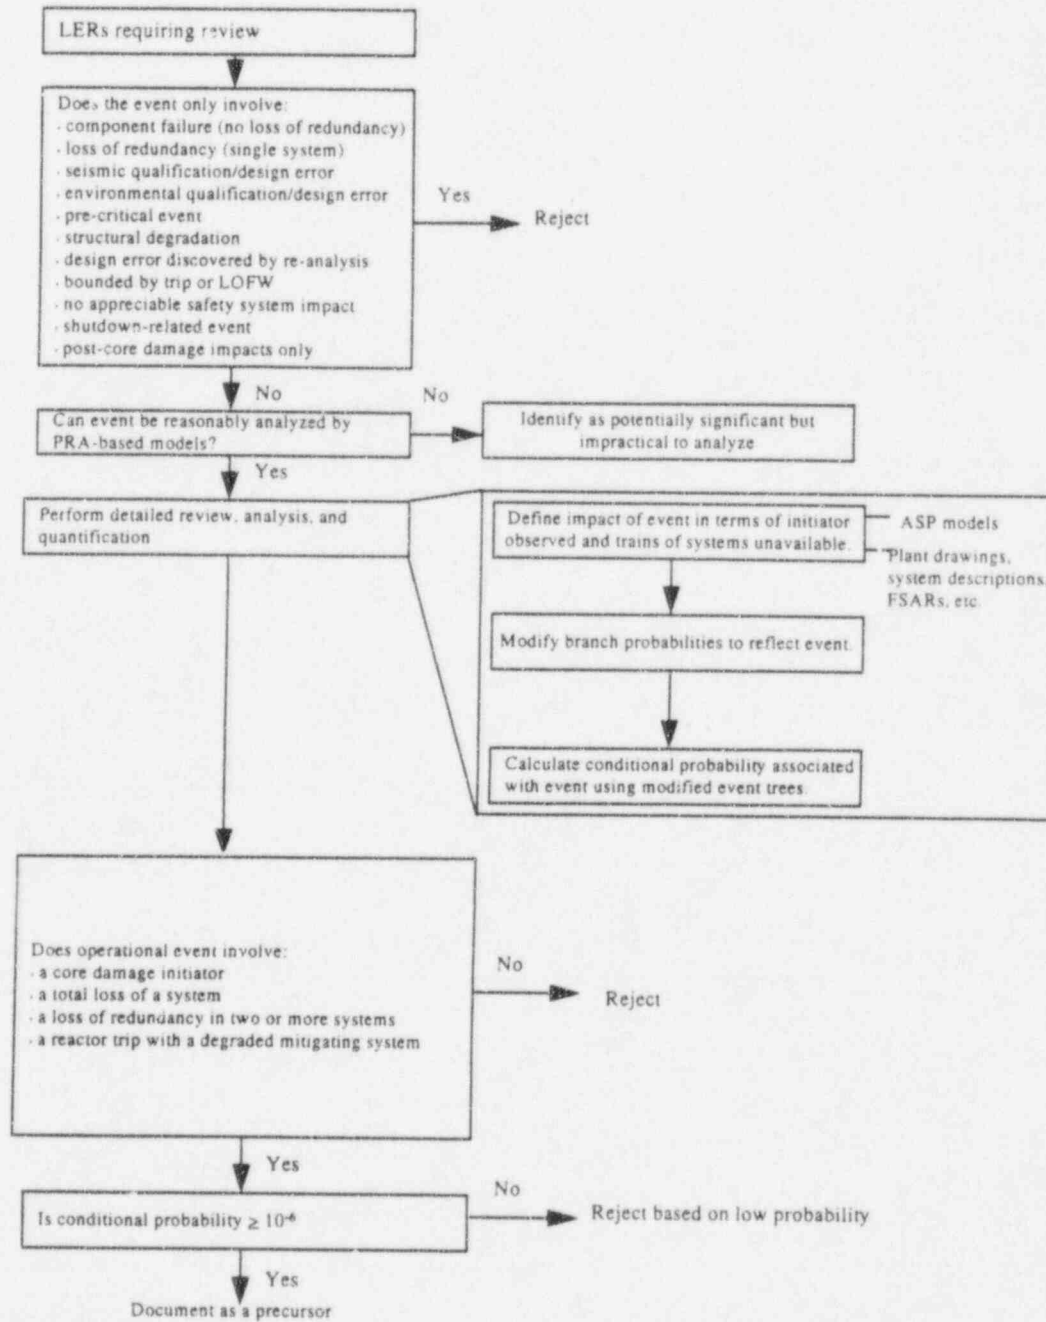 LERs requiring review
Does the event only involve:
· component failure (no loss of redundancy)
· loss of redundancy (single system)
· seismic qualification/design error
· environmental qualification/design error
· pre-critical event
· structural degradation
· design error discovered by re-analysis
· bounded by trip or LOFW
· no appreciable safety system impact
· shutdown-related event
· post-core damage impacts only
Yes
Reject
No
No
Can event be reasonably analyzed by
PRA-based models?
Identify as potentially significant but
impractical to analyze
Yes
Perform detailed review, analysis, and
quantification
Define impact of event in terms of initiator
observed and trains of systems unavailable.
ASP models
Plant drawings,
system descriptions
FSARs, etc
Modify branch probabilities to reflect event.
Calculate conditional probability associated
with event using modified event trees.
Does operational event involve:
· a core damage initiator
· a total loss of a system
· a loss of redundancy in two or more systems
· a reactor trip with a degraded mitigating system
No
Reject
Yes
Is conditional probability ≥ 10⁻⁶
No
Reject based on low probability
Yes
Document as a precursor